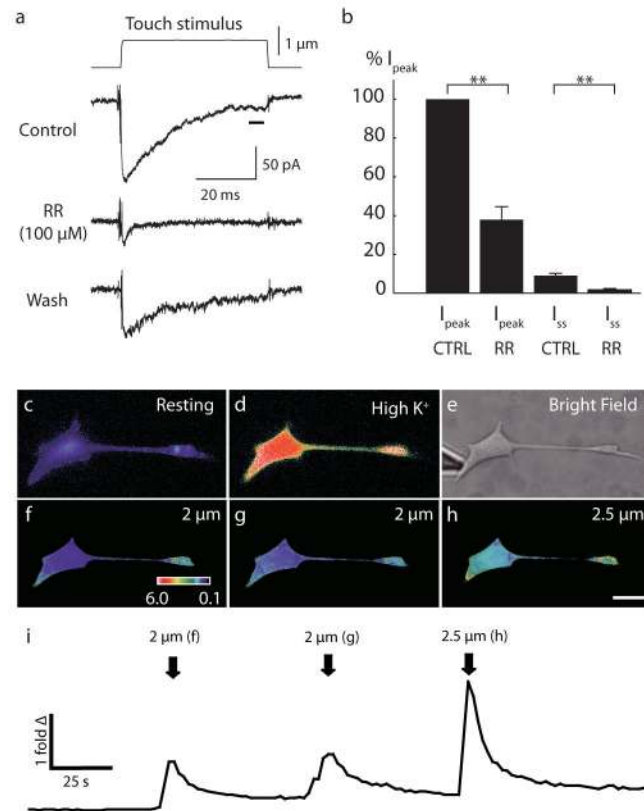 a
Touch stimulus
1 μm
Control
50 pA
20 ms
RR
(100 μM)
Wash
b
% Ipeak
**
**
100
80
60
40
20
0
Ipeak Ipeak Iss Iss
CTRL RR CTRL RR
c Resting
d High K⁺
e Bright Field
f 2 μm
6.0 0.1
g 2 μm
h 2.5 μm
i
2 μm (f) 2 μm (g) 2.5 μm (h)
1 fold Δ
25 s